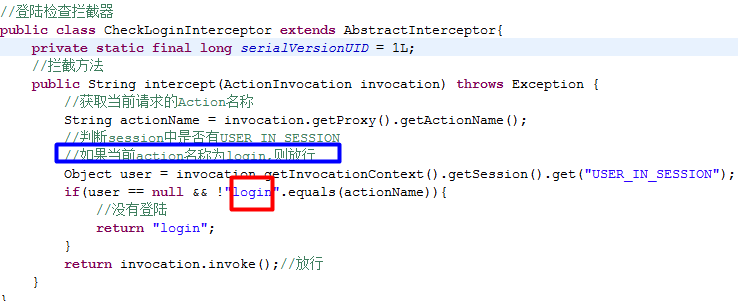 //登陆检查拦截器
public class CheckLoginInterceptor extends AbstractInterceptor{
private static final long serialVersionUID = 1L;
//拦截方法
public String intercept(ActionInvocation invocation) throws Exception {
//获取当前请求的Action名称
String actionName = invocation.getProxy().getActionName();
//判断session中是否有USER_IN_SESSION
//如果当前action名称为login,则放行
Object user = invocation.getInvocationContext().getSession().get("USER_IN_SESSION");
if(user == null && !"login".equals(actionName)){
//没有登陆
return "login";
}
return invocation.invoke();//放行
}
}